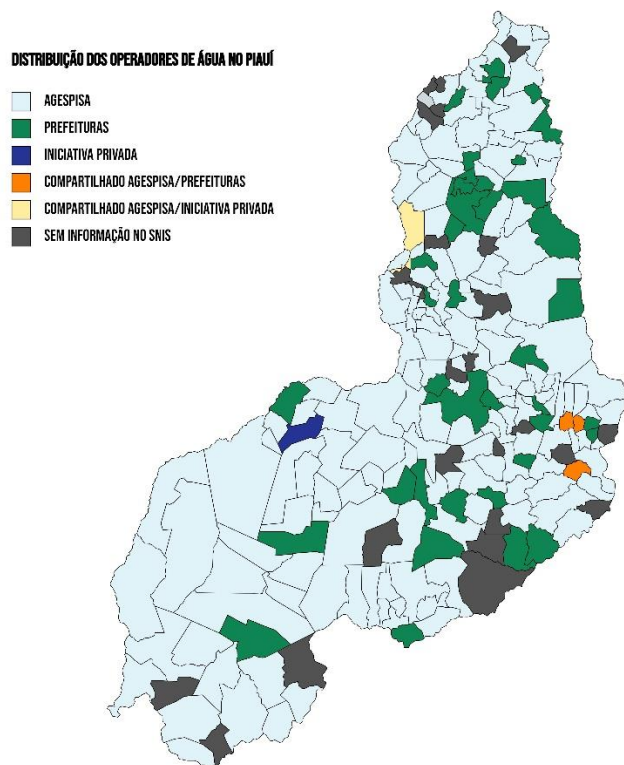 DISTRIBUIÇÃO DOS OPERADORES DE ÁGUA NO PIAUÍ
AGESPISA
PREFEITURAS
INICIATIVA PRIVADA
COMPARTILHADO AGESPISA/PREFEITURAS
COMPARTILHADO AGESPISA/INICIATIVA PRIVADA
SEM INFORMAÇÃO NO SNIS